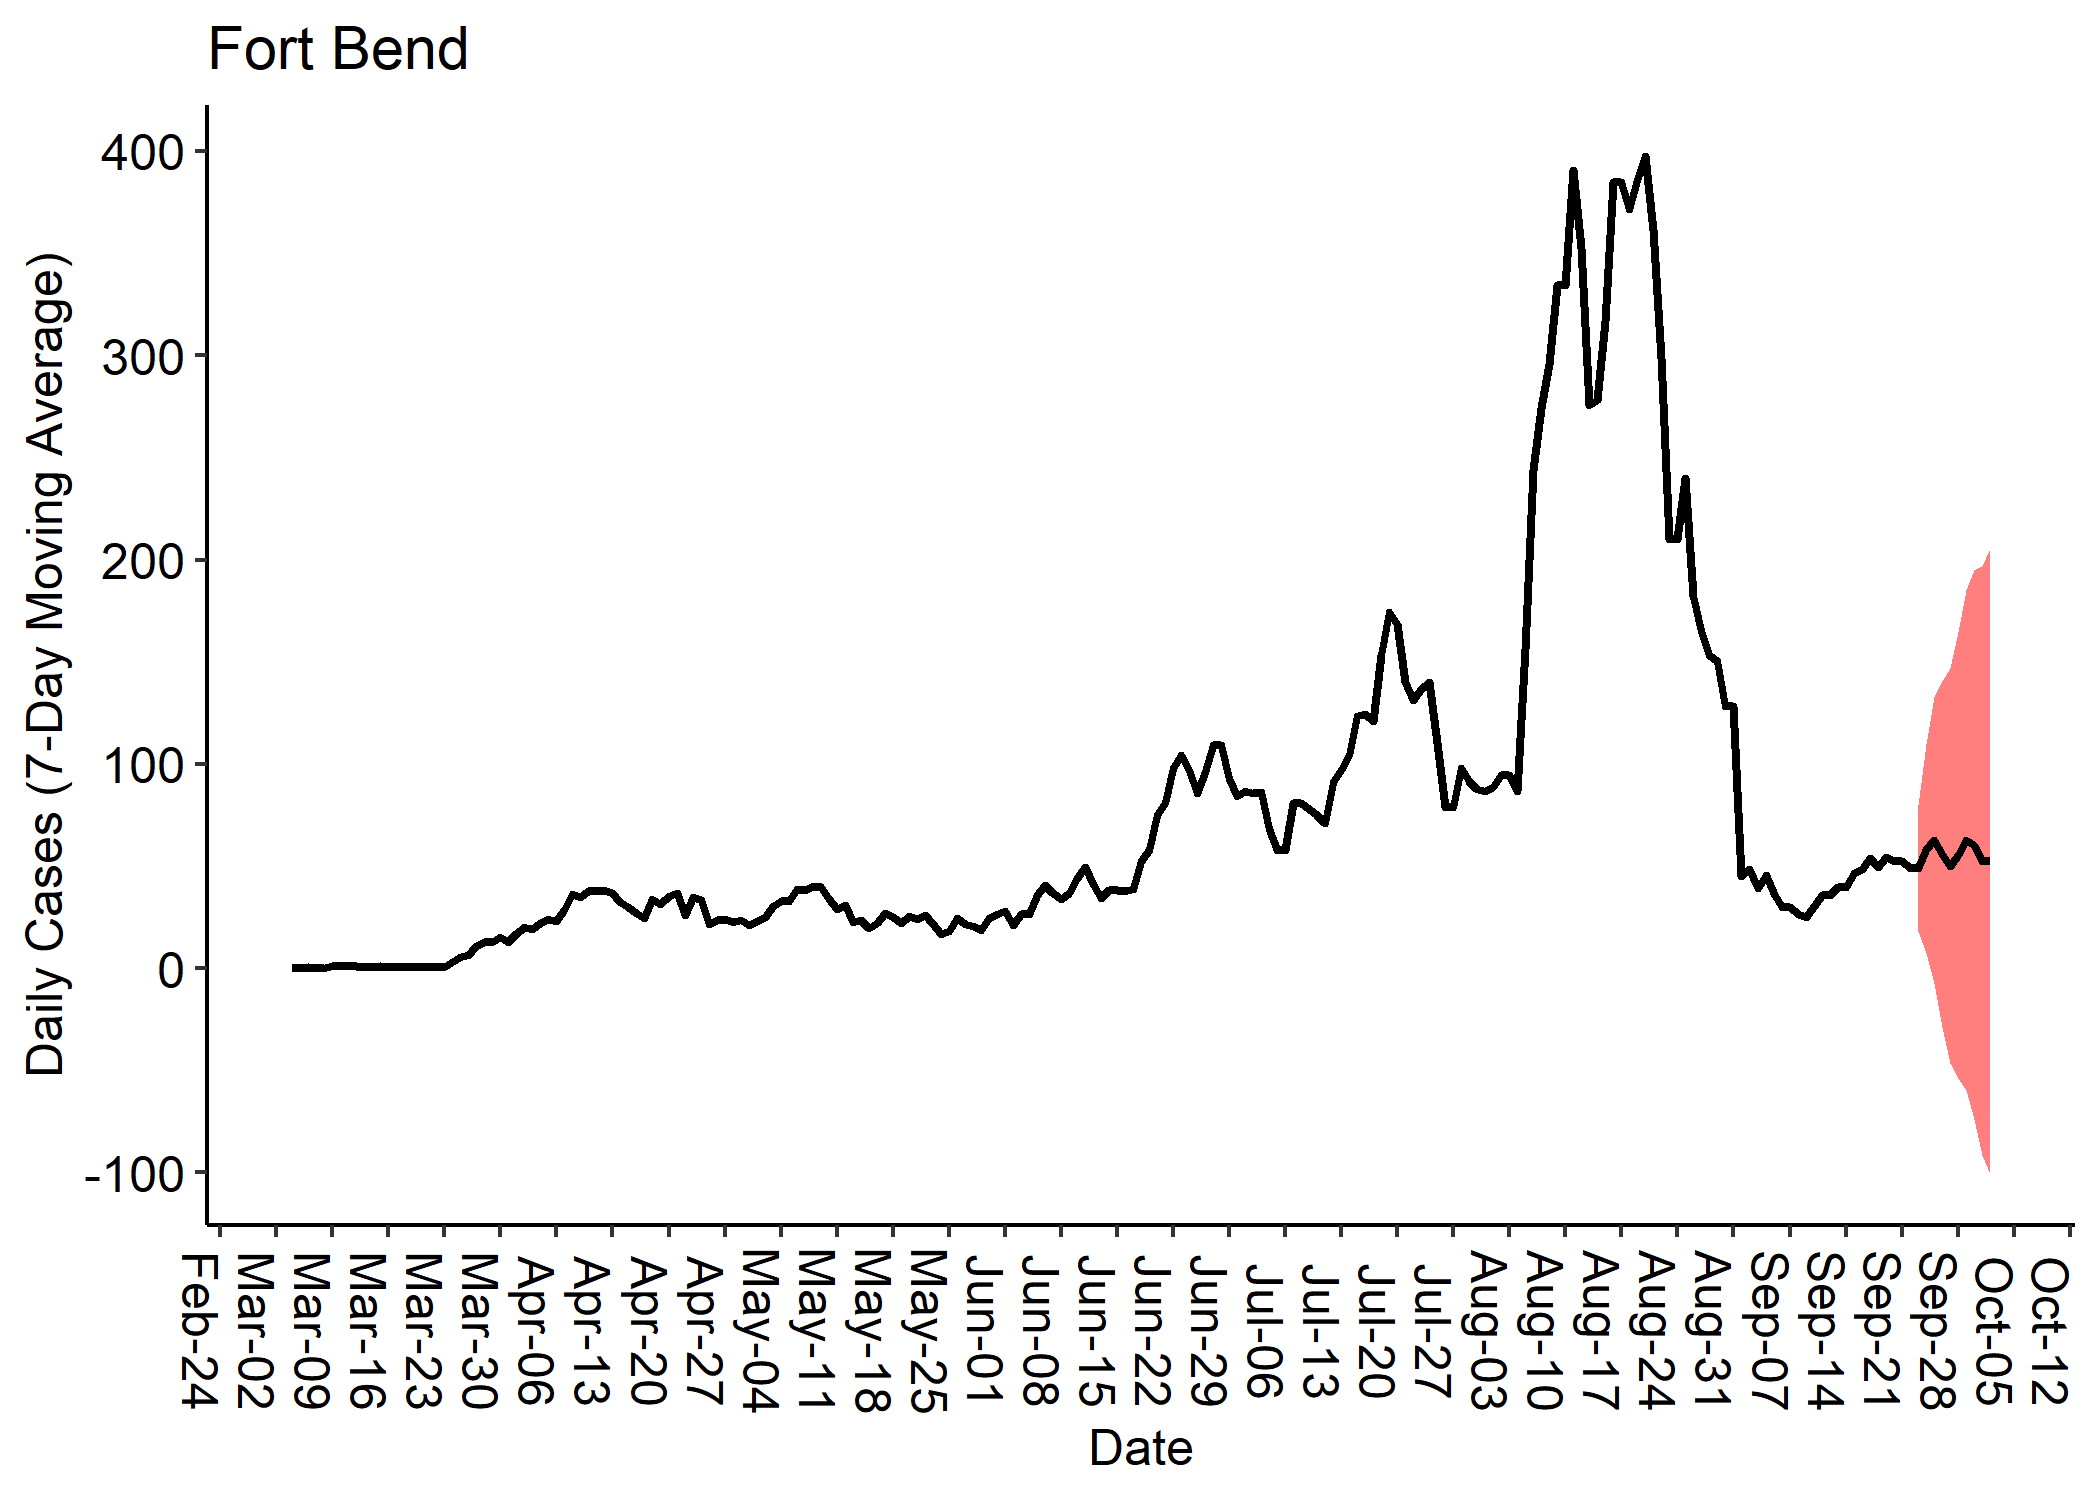 Fort Bend
Daily Cases (7-Day Moving Average)
400
300
200
100
0
-100
Feb-24
Mar-02
Mar-09
Mar-16
Mar-23
Mar-30
Apr-06
Apr-13
Apr-20
Apr-27
May-04
May-11
May-18
May-25
Jun-01
Jun-08
Jun-15
Jun-22
Jun-29
Jul-06
Jul-13
Jul-20
Jul-27
Aug-03
Aug-10
Aug-17
Aug-24
Aug-31
Sep-07
Sep-14
Sep-21
Sep-28
Oct-05
Oct-12
Date